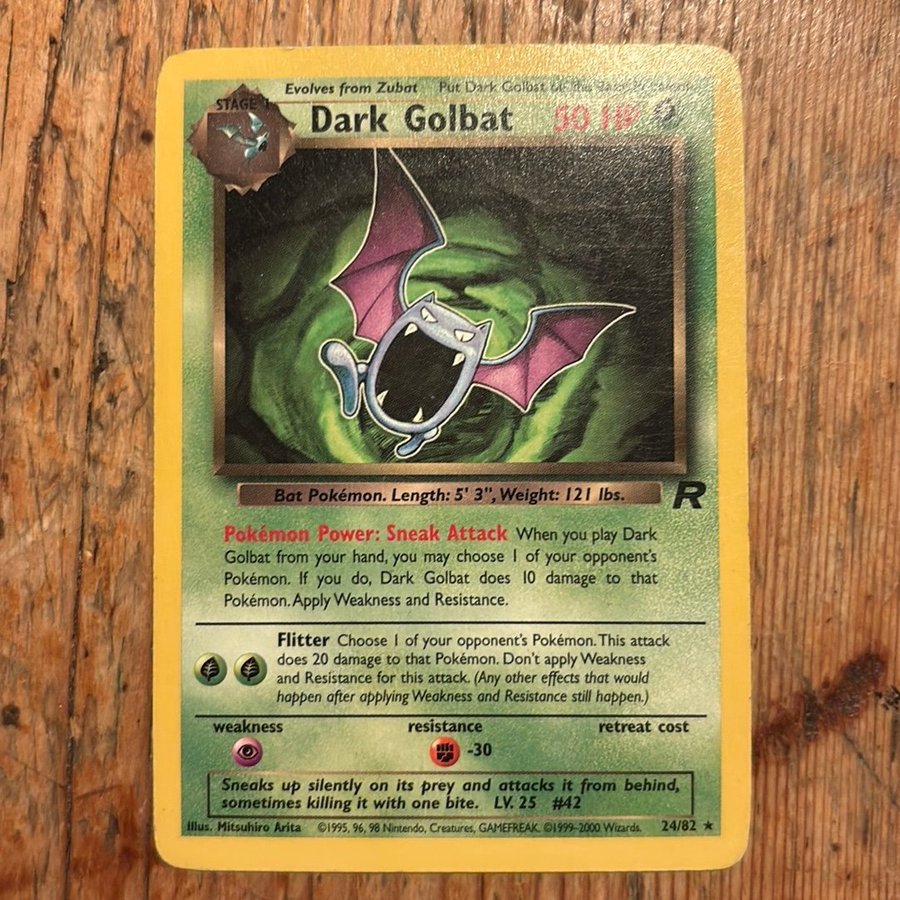 Evolves from Zubat Put Dark Golbat on the
STAGE 1
Dark Golbat 50 HP
Bat Pokémon. Length: 5' 3", Weight: 121 lbs.
R
Pokémon Power: Sneak Attack When you play Dark
Golbat from your hand, you may choose 1 of your opponent's
Pokémon. If you do, Dark Golbat does 10 damage to that
Pokémon. Apply Weakness and Resistance.
Flitter Choose 1 of your opponent's Pokémon. This attack
does 20 damage to that Pokémon. Don't apply Weakness
and Resistance for this attack. (Any other effects that would
happen after applying Weakness and Resistance still happen.)
weakness resistance retreat cost
-30
Sneaks up silently on its prey and attacks it from behind,
sometimes killing it with one bite. LV. 25 #42
Illus. Mitsuhiro Arita ©1995, 96, 98 Nintendo, Creatures, GAMEFREAK. ©1999-2000 Wizards. 24/82 ★